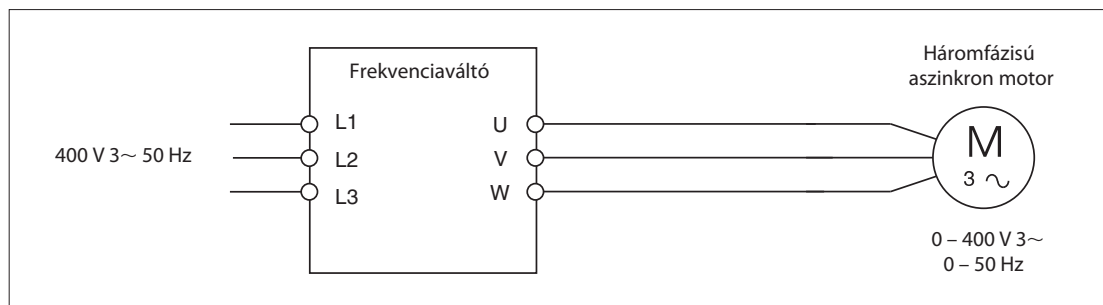 Frekvenciaváltó
400 V 3~ 50 Hz
L1
L2
L3
U
V
W
Háromfázisú
aszinkron motor
M
3 ~
0 – 400 V 3~
0 – 50 Hz